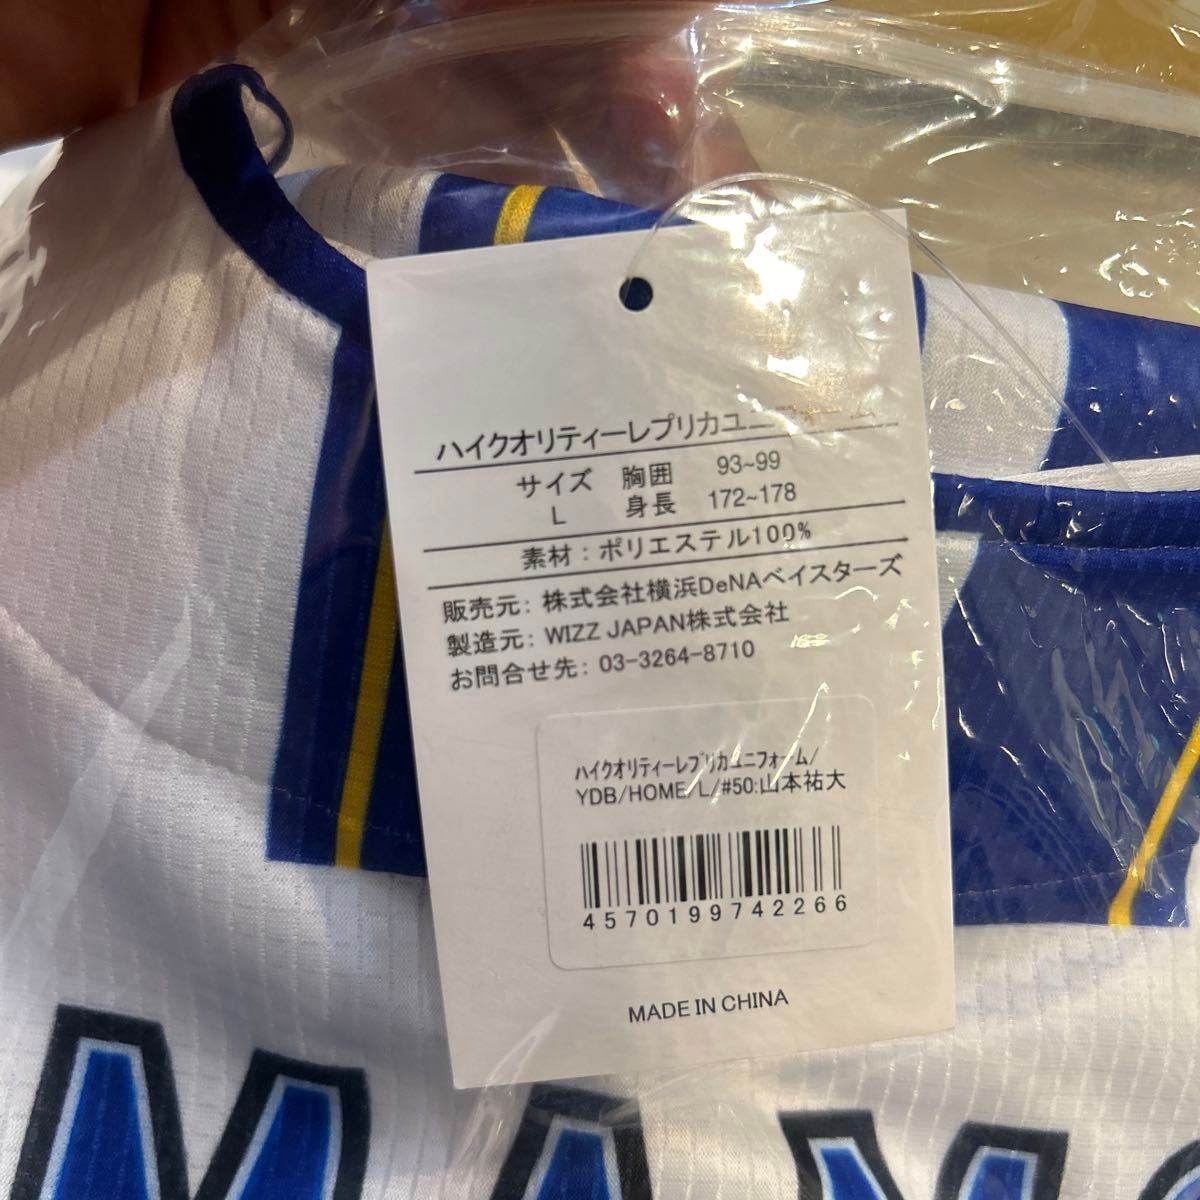 ハイクオリティーレプリカユニフォーム
サイズ 胸囲 93~99
L 身長 172~178
素材：ポリエステル100%
販売元：株式会社横浜DeNAベイスターズ
製造元：WIZZ JAPAN株式会社
お問合せ先：03-3264-8710
ﾊｲｸｵﾘﾃｨｰﾚﾌﾟﾘｶﾕﾆﾌｫｰﾑ/
YDB/HOME/L/#50:山本祐大
4570199742266
MADE IN CHINA